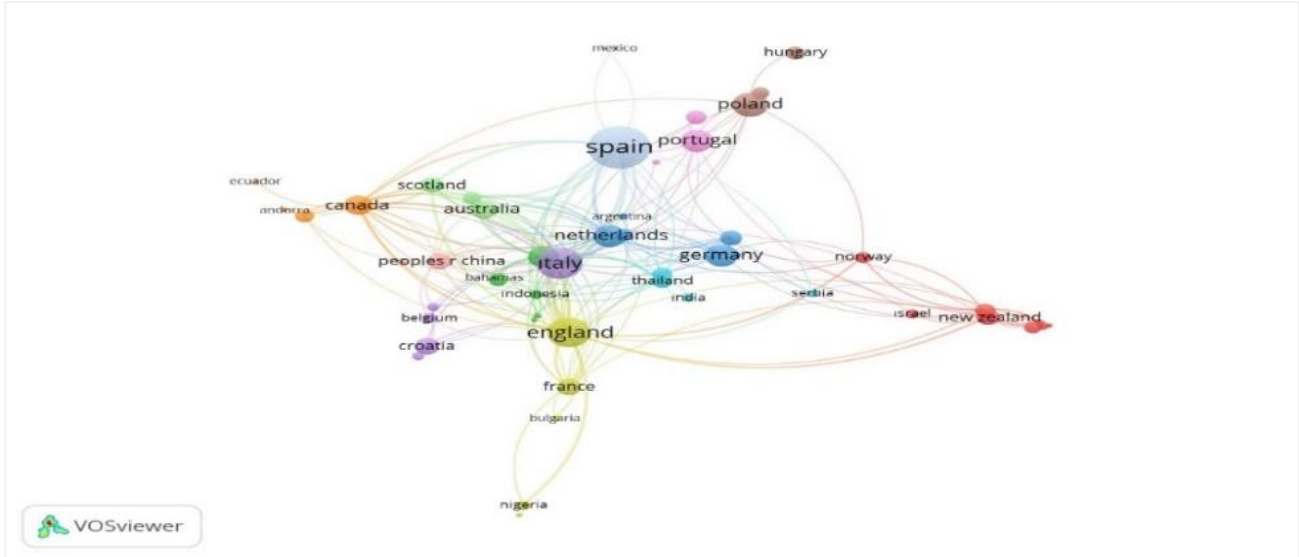 mexico
hungary
poland
portugal
spain
ecuador
scotland
andorra
canada
australia
argentina
netherlands
peoples r china
italy
germany
norway
bahamas
thailand
indonesia
india
serbia
belgium
israel
new zealand
england
croatia
france
bulgaria
nigeria
VOSviewer